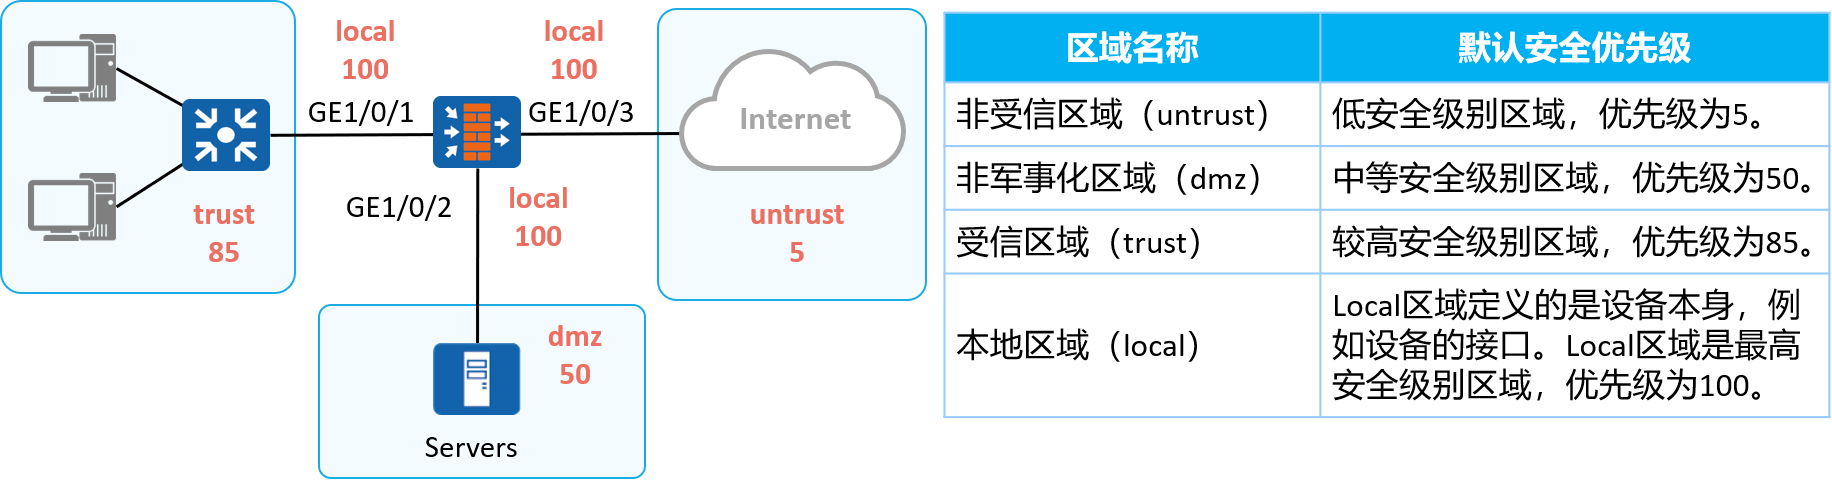 local
100
local
100
GE1/0/1
GE1/0/3
Internet
trust
85
GE1/0/2
local
100
untrust
5
dmz
50
Servers
区域名称
默认安全优先级
非受信区域（untrust）
低安全级别区域，优先级为5。
非军事化区域（dmz）
中等安全级别区域，优先级为50。
受信区域（trust）
较高安全级别区域，优先级为85。
本地区域（local）
Local区域定义的是设备本身，例
如设备的接口。Local区域是最高
安全级别区域，优先级为100。